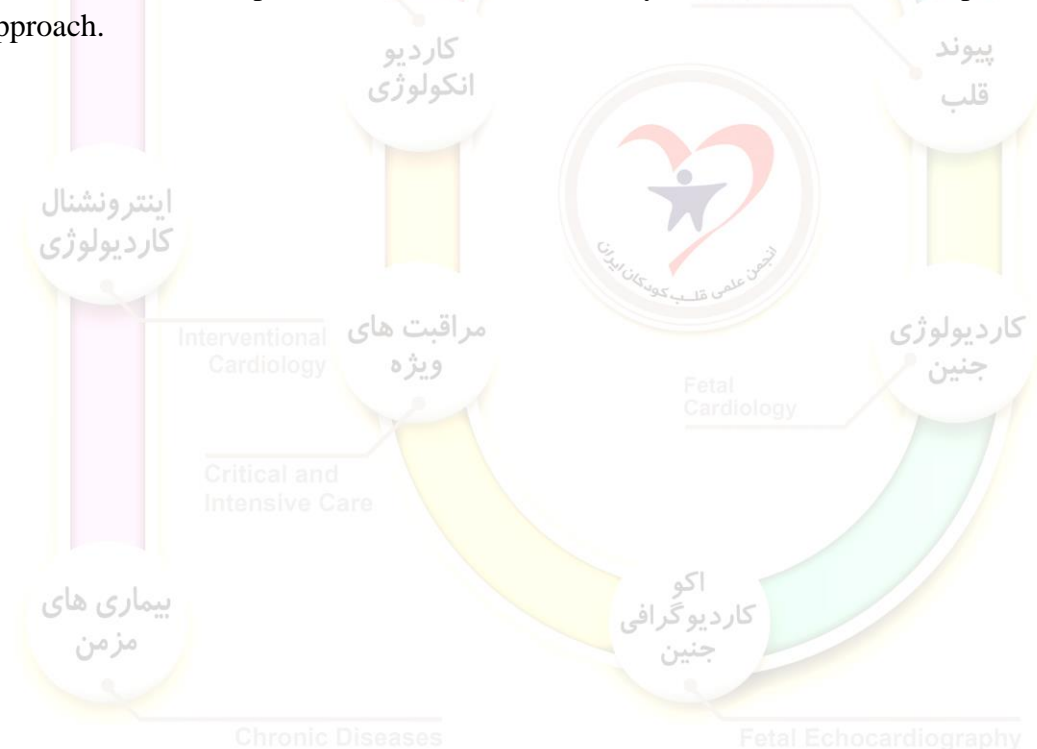 pproach.
کاردیو
انکولوژی
پیوند
قلب
اینترونشنال
کاردیولوژی
انجمن علمی قلب کودکان ایران
Interventional
Cardiology
مراقبت های
ویژه
کاردیولوژی
جنین
Fetal
Cardiology
Critical and
Intensive Care
بیماری های
مزمن
اکو
کاردیوگرافی
جنین
Chronic Diseases
Fetal Echocardiography